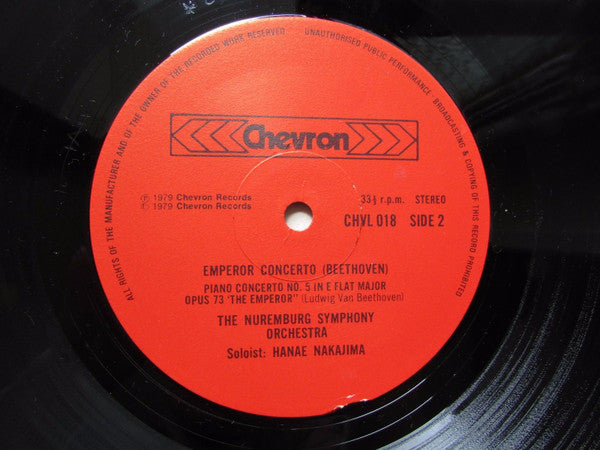 ALL RIGHTS OF THE MANUFACTURER AND OF THE OWNER OF THE RECORDED WORK RESERVED
UNAUTHORISED PUBLIC PERFORMANCE
BROADCASTING & COPYING OF THIS RECORD PROHIBITED
Chevron
℗ 1979 Chevron Records
© 1979 Chevron Records
33⅓ r.p.m. STEREO
CHVL 018 SIDE 2
EMPEROR CONCERTO (BEETHOVEN)
PIANO CONCERTO NO. 5 IN E FLAT MAJOR
OPUS 73 'THE EMPEROR" (Ludwig Van Beethoven)
THE NUREMBURG SYMPHONY
ORCHESTRA
Soloist: HANAE NAKAJIMA